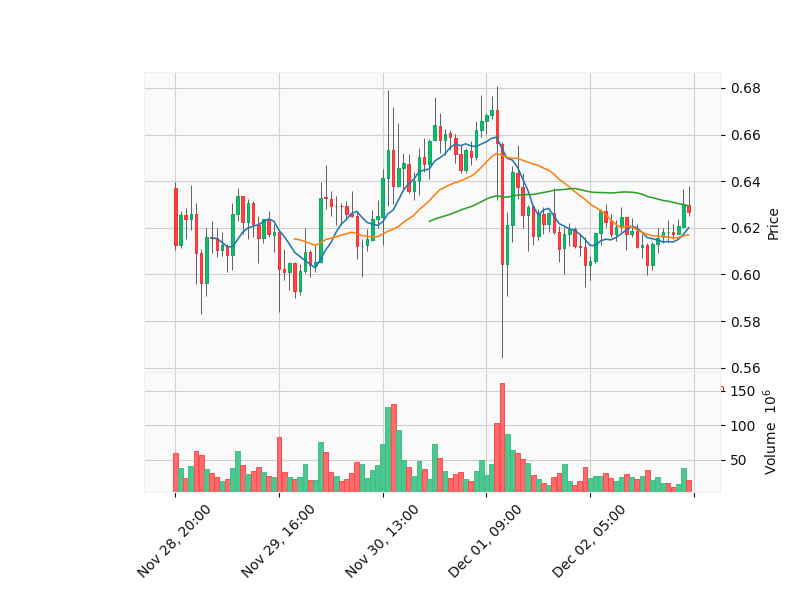 0.68
0.66
0.64
0.62
0.60
0.58
0.56
Price
150
100
50
Volume 10⁶
Nov 28, 20:00
Nov 29, 16:00
Nov 30, 13:00
Dec 01, 09:00
Dec 02, 05:00